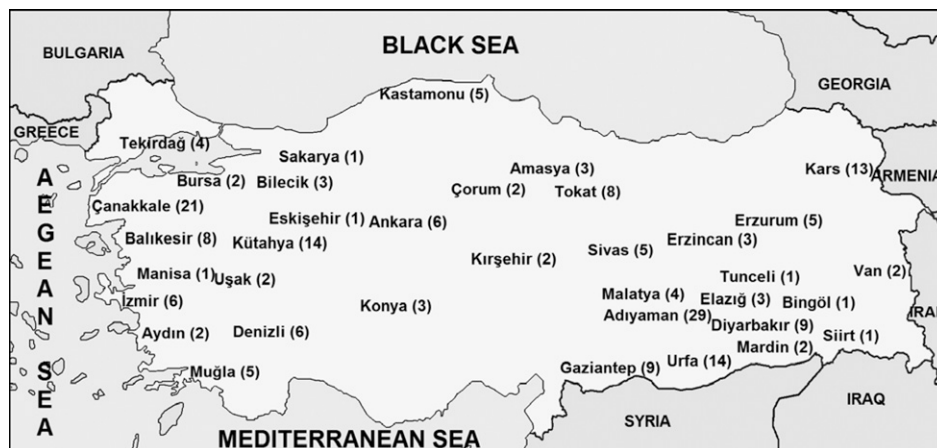 BLACK SEA
BULGARIA
GEORGIA
Kastamonu (5)
GREECE
Tekirdağ (4)
Sakarya (1)
Amasya (3)
Kars (13)
ARMENIA
Bursa (2)
Bilecik (3)
Çorum (2)
Tokat (8)
Çanakkale (21)
Eskişehir (1)
Ankara (6)
Erzurum (5)
Balıkesir (8)
Kütahya (14)
Sivas (5)
Erzincan (3)
Kırşehir (2)
Manisa (1)
Uşak (2)
Tunceli (1)
Van (2)
İzmir (6)
Konya (3)
Malatya (4)
Elazığ (3)
Bingöl (1)
Adıyaman (29)
Aydın (2)
Denizli (6)
Diyarbakır (9)
Siirt (1)
Mardin (2)
Muğla (5)
Gaziantep (9)
Urfa (14)
AEGEAN SEA
IRAQ
SYRIA
MEDITERRANEAN SEA